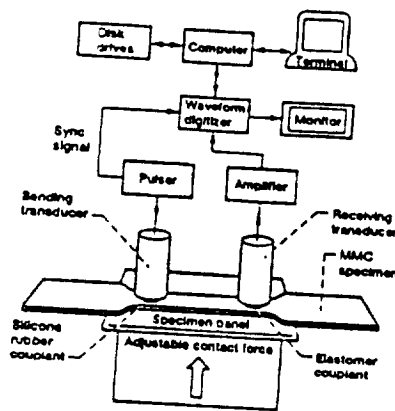 Disk
drives
Computer
Terminal
Waveform
digitizer
Monitor
Sync
signal
Pulser
Amplifier
Sending
transducer
Receiving
transducer
MMC
specimen
Silicone
rubber
couplant
Specimen panel
Adjustable contact force
Elastomer
couplant